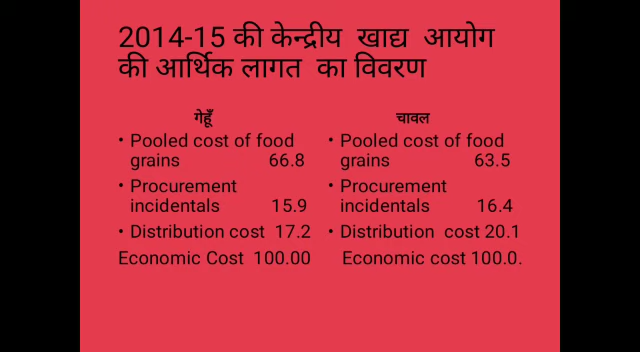 2014-15 की केन्द्रीय खाद्य आयोग
की आर्थिक लागत का विवरण
गेहूँ
• Pooled cost of food
grains 66.8
• Procurement
incidentals 15.9
• Distribution cost 17.2
Economic Cost 100.00
चावल
• Pooled cost of food
grains 63.5
• Procurement
incidentals 16.4
• Distribution cost 20.1
Economic cost 100.0.